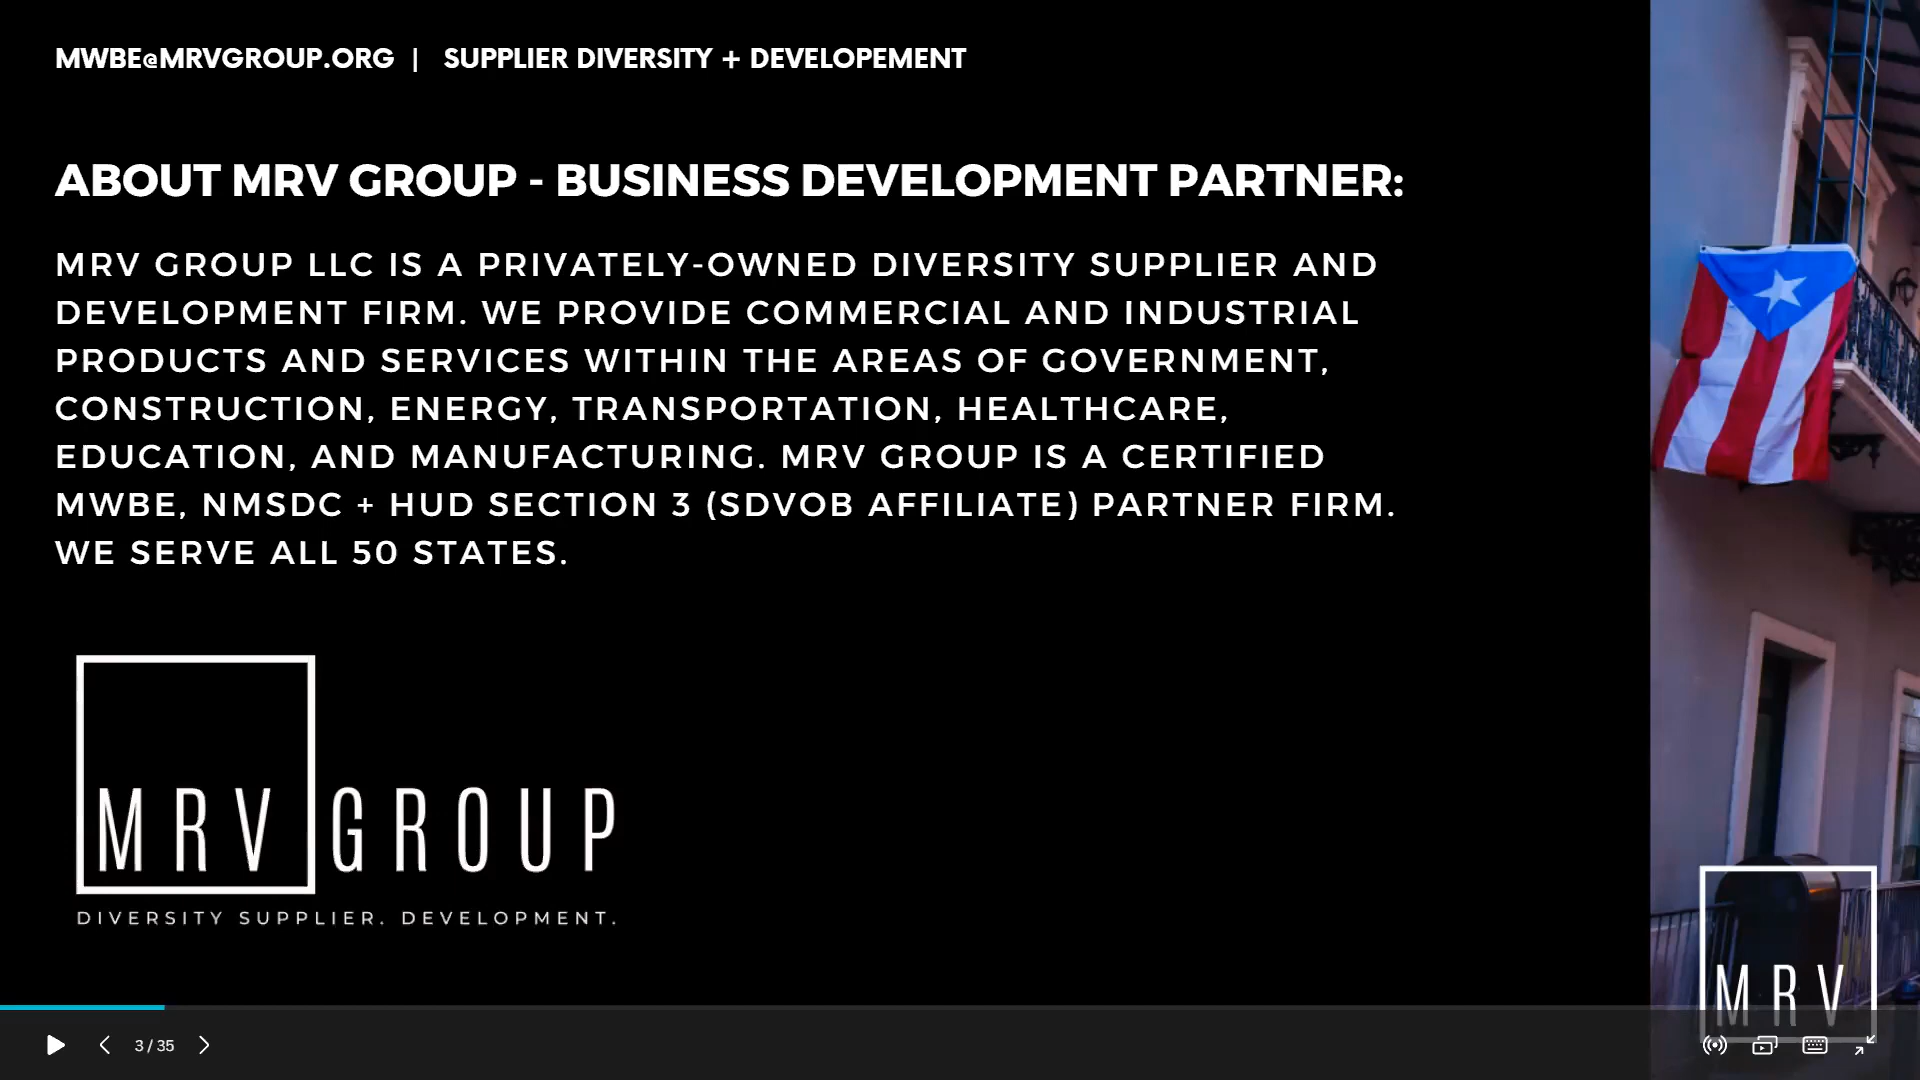 MWBE@MRVGROUP.ORG | SUPPLIER DIVERSITY + DEVELOPEMENT
ABOUT MRV GROUP - BUSINESS DEVELOPMENT PARTNER:
MRV GROUP LLC IS A PRIVATELY-OWNED DIVERSITY SUPPLIER AND
DEVELOPMENT FIRM. WE PROVIDE COMMERCIAL AND INDUSTRIAL
PRODUCTS AND SERVICES WITHIN THE AREAS OF GOVERNMENT,
CONSTRUCTION, ENERGY, TRANSPORTATION, HEALTHCARE,
EDUCATION, AND MANUFACTURING. MRV GROUP IS A CERTIFIED
MWBE, NMSDC + HUD SECTION 3 (SDVOB AFFILIATE) PARTNER FIRM.
WE SERVE ALL 50 STATES.
MRV GROUP
DIVERSITY SUPPLIER. DEVELOPMENT.
MRV
3 / 35